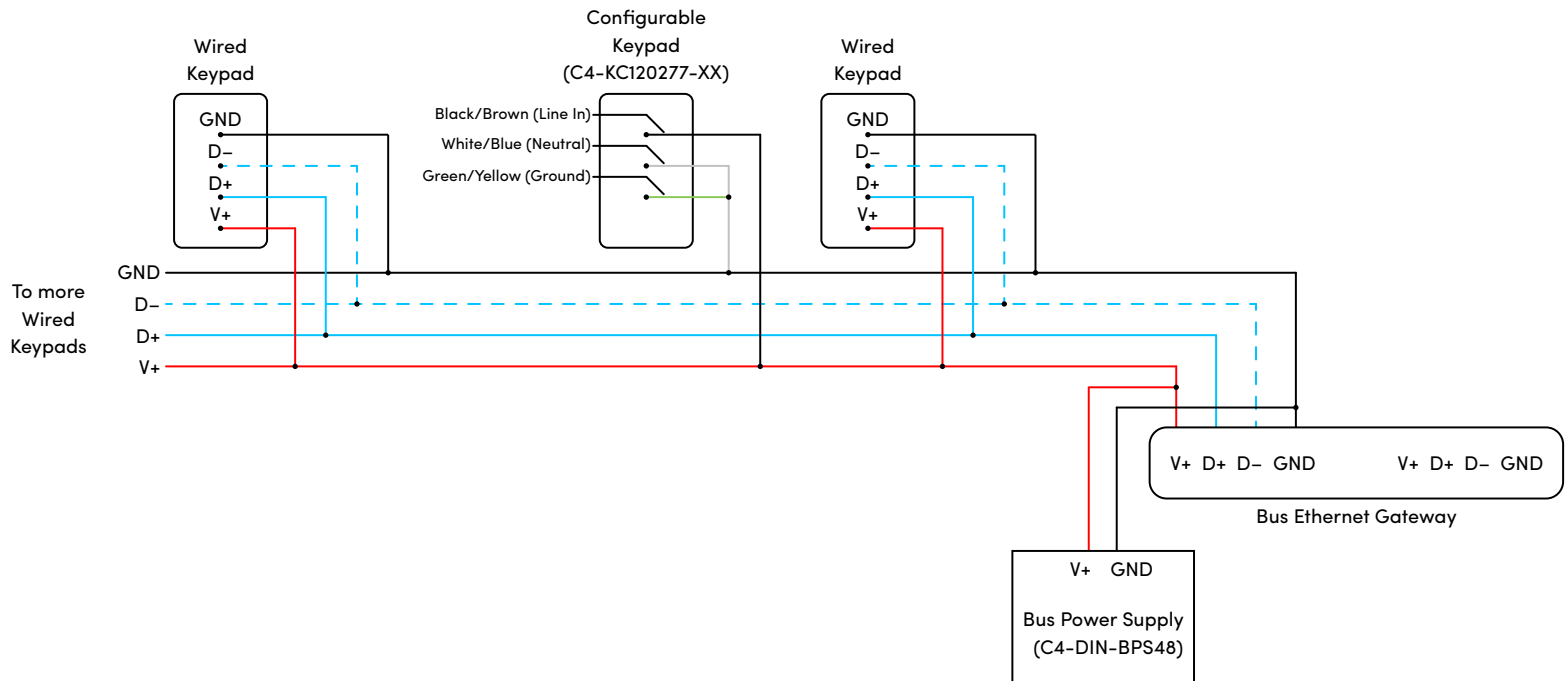 Configurable
Keypad
(C4-KC120277-XX)
Wired
Keypad
Wired
Keypad
GND
D−
D+
V+
Black/Brown (Line In)
White/Blue (Neutral)
Green/Yellow (Ground)
GND
D−
D+
V+
To more
Wired
Keypads
GND
D−
D+
V+
V+ D+ D− GND
V+ D+ D− GND
Bus Ethernet Gateway
V+ GND
Bus Power Supply
(C4-DIN-BPS48)